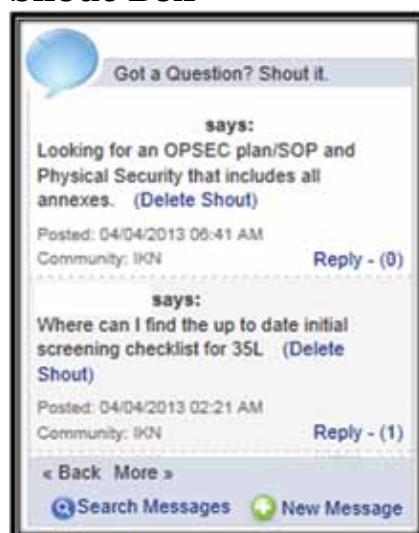 Shout Box
Got a Question? Shout it.
says:
Looking for an OPSEC plan/SOP and
Physical Security that includes all
annexes. (Delete Shout)
Posted: 04/04/2013 06:41 AM
Community: IKN Reply - (0)
says:
Where can I find the up to date initial
screening checklist for 35L (Delete
Shout)
Posted: 04/04/2013 02:21 AM
Community: IKN Reply - (1)
« Back More »
Search Messages New Message